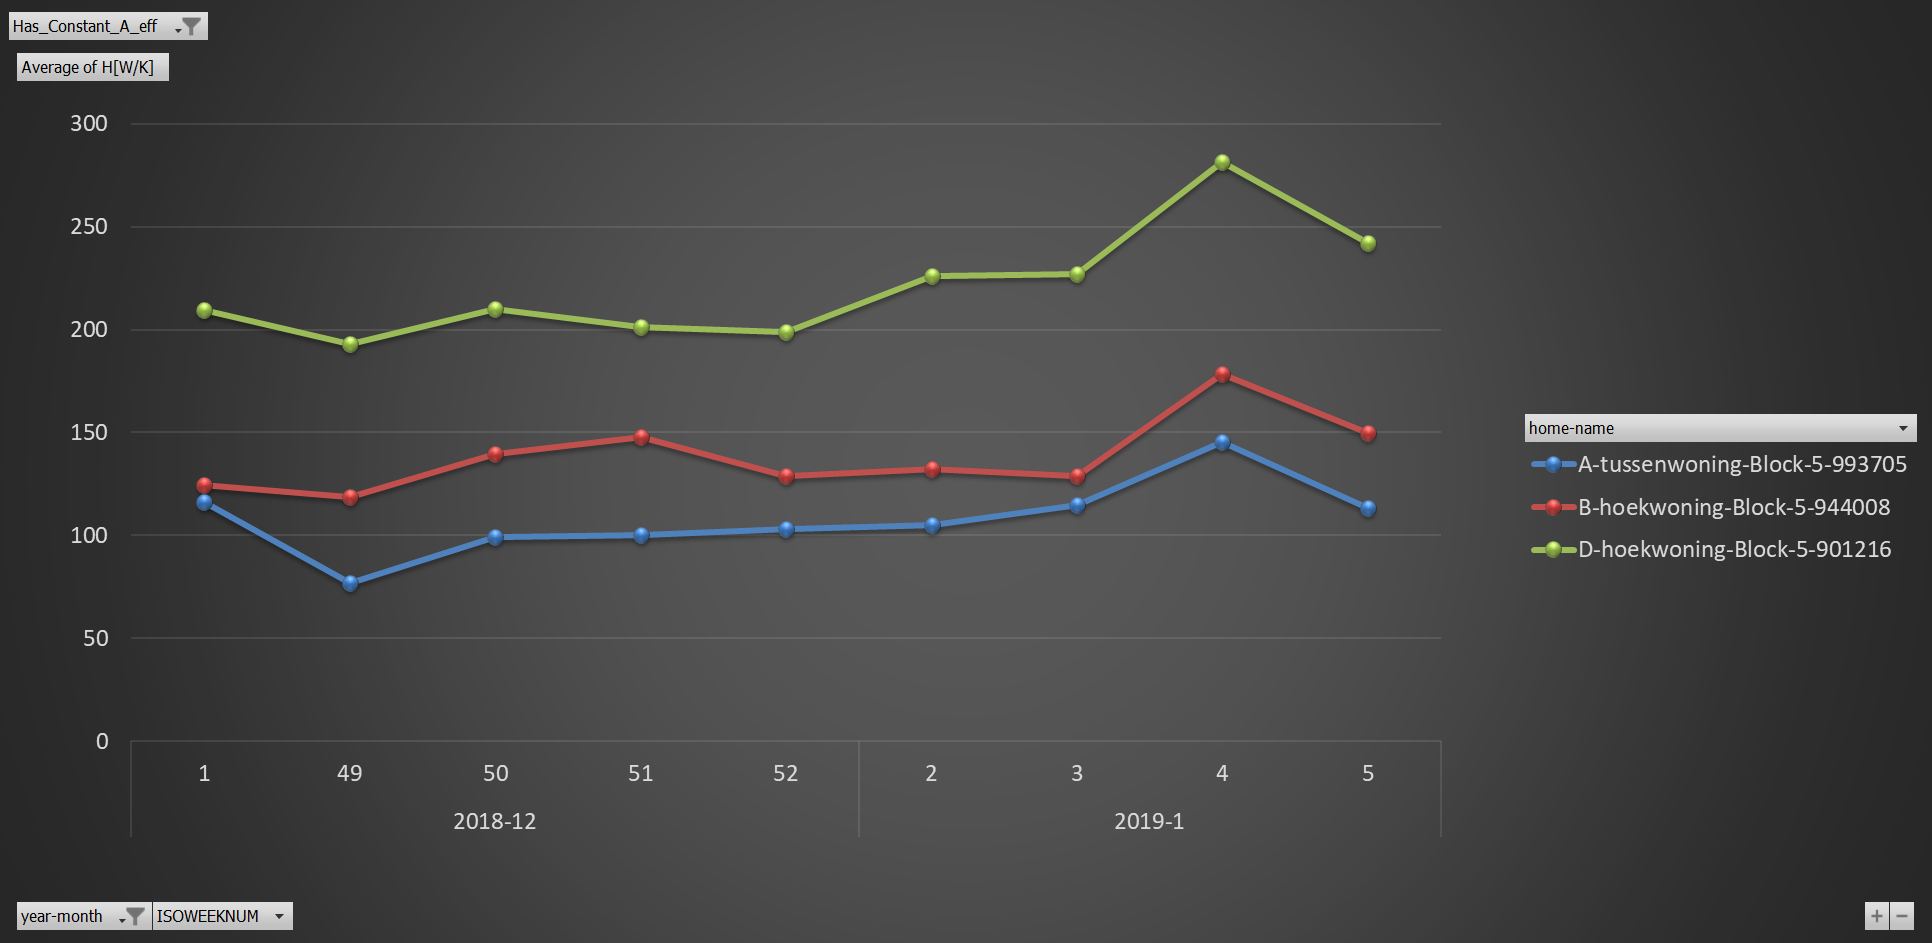 Has_Constant_A_eff
Average of H[W/K]
300
250
200
150
100
50
0
1 49 50 51 52 2 3 4 5
2018-12 2019-1
home-name
A-tussenwoning-Block-5-993705
B-hoekwoning-Block-5-944008
D-hoekwoning-Block-5-901216
year-month ISOWEEKNUM
+ −